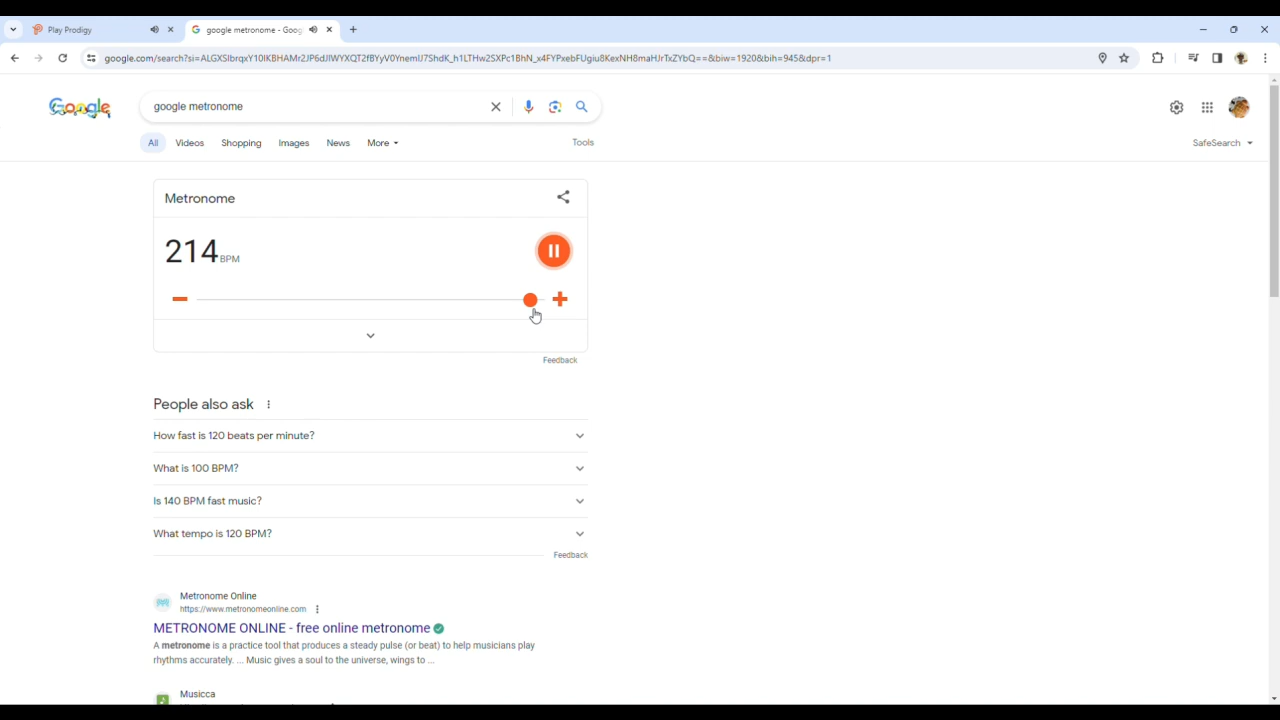 Play Prodigy
google metronome - Goog
google.com/search?si=ALGXSlbrqxY10lKBHAMr2JP6dJlWYXQT2fBYyV0YnemlJ7ShdK_h1LTHw2SXPc1BhN_x4FYPxebFUgiu8KexNH8maHJrTxZYbQ==&biw=1920&bih=945&dpr=1
Google
google metronome
All Videos Shopping Images News More Tools SafeSearch
Metronome
214 BPM
Feedback
People also ask
How fast is 120 beats per minute?
What is 100 BPM?
Is 140 BPM fast music?
What tempo is 120 BPM?
Feedback
Metronome Online
https://www.metronomeonline.com
METRONOME ONLINE - free online metronome
A metronome is a practice tool that produces a steady pulse (or beat) to help musicians play
rhythms accurately. ... Music gives a soul to the universe, wings to ...
Musicca